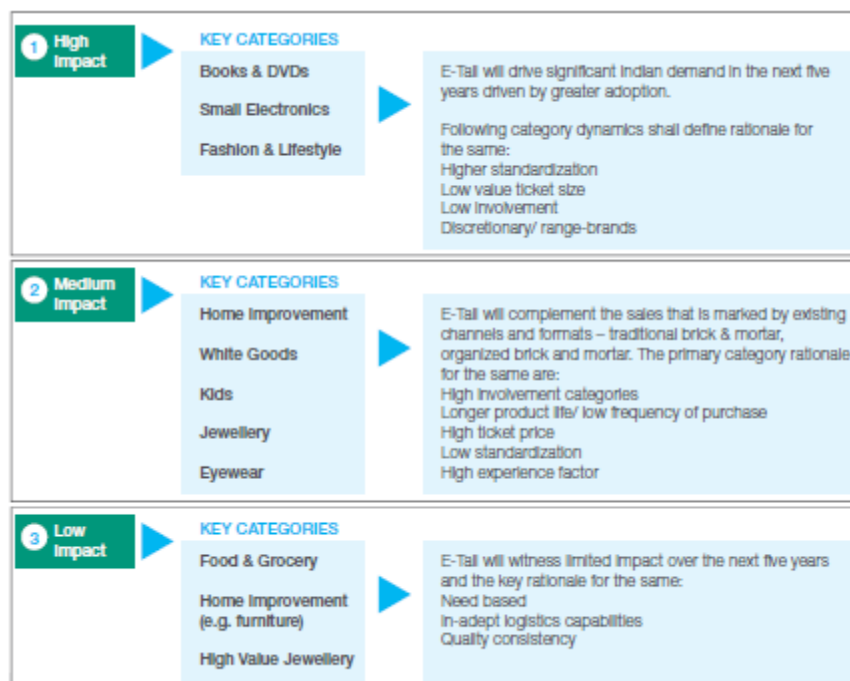 1 High
Impact
KEY CATEGORIES
Books & DVDs
Small Electronics
Fashion & Lifestyle
E-Tail will drive significant Indian demand in the next five
years driven by greater adoption.
Following category dynamics shall define rationale for
the same:
Higher standardization
Low value ticket size
Low involvement
Discretionary/ range-brands
2 Medium
Impact
KEY CATEGORIES
Home Improvement
White Goods
Kids
Jewellery
Eyewear
E-Tail will complement the sales that is marked by existing
channels and formats – traditional brick & mortar,
organized brick and mortar. The primary category rationale
for the same are:
High involvement categories
Longer product life/ low frequency of purchase
High ticket price
Low standardization
High experience factor
3 Low
Impact
KEY CATEGORIES
Food & Grocery
Home Improvement
(e.g. furniture)
High Value Jewellery
E-Tail will witness limited impact over the next five years
and the key rationale for the same:
Need based
In-adept logistics capabilities
Quality consistency